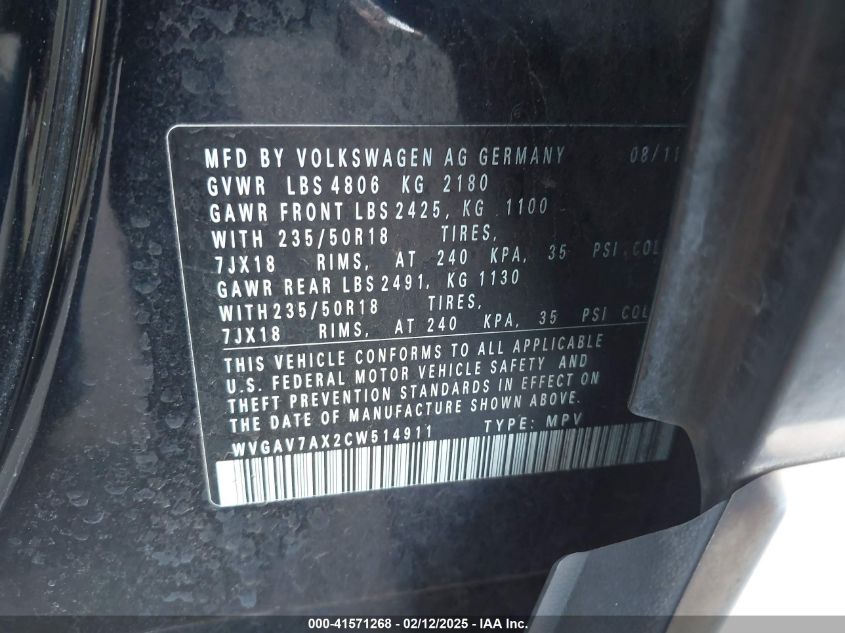 MFD BY VOLKSWAGEN AG GERMANY 08/11
GVWR LBS 4806 KG 2180
GAWR FRONT LBS 2425, KG 1100
WITH 235/50R18 TIRES,
7JX18 RIMS, AT 240 KPA, 35 PSI COL
GAWR REAR LBS 2491, KG 1130
WITH 235/50R18 TIRES,
7JX18 RIMS, AT 240 KPA, 35 PSI COL
THIS VEHICLE CONFORMS TO ALL APPLICABLE
U.S. FEDERAL MOTOR VEHICLE SAFETY AND
THEFT PREVENTION STANDARDS IN EFFECT ON
THE DATE OF MANUFACTURE SHOWN ABOVE.
WVGAV7AX2CW514911 TYPE: MPV
000-41571268 - 02/12/2025 - IAA Inc.